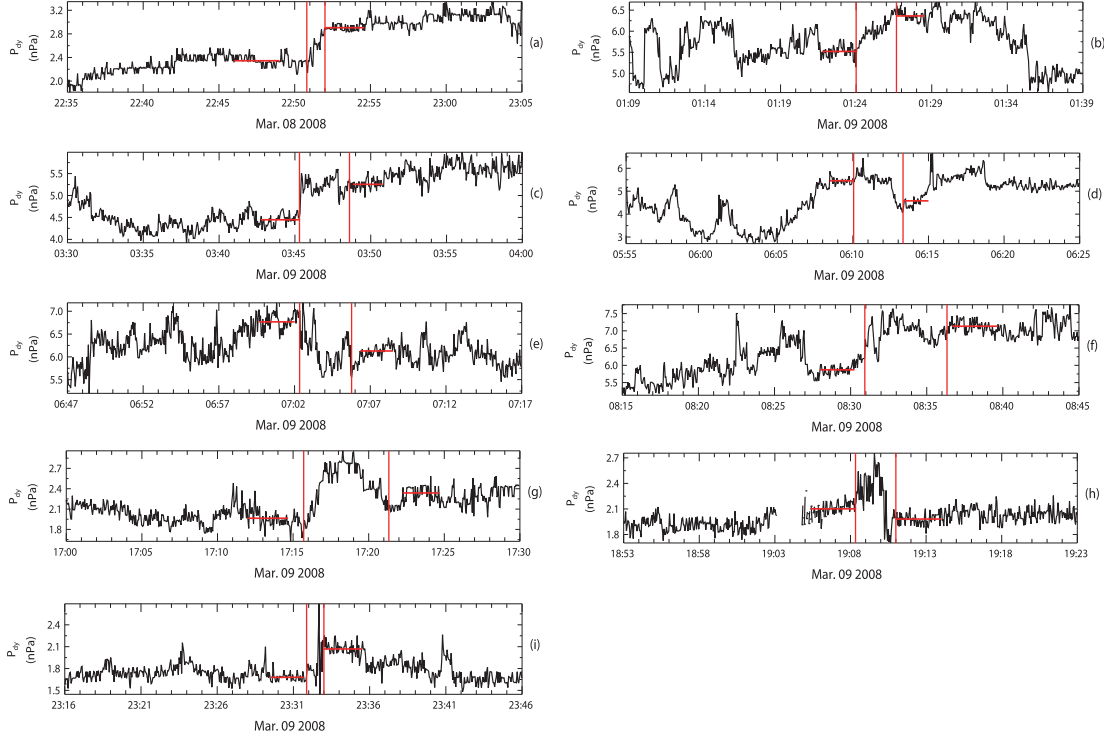 3.2
2.8
2.4
2.0
P_dy
(nPa)
(a)
22:35 22:40 22:45 22:50 22:55 23:00 23:05
Mar. 08 2008
6.5
6.0
5.5
5.0
P_dy
(nPa)
(b)
01:09 01:14 01:19 01:24 01:29 01:34 01:39
Mar. 09 2008
5.5
5.0
4.5
4.0
P_dy
(nPa)
(c)
03:30 03:35 03:40 03:45 03:50 03:55 04:00
Mar. 09 2008
6
5
4
3
P_dy
(nPa)
(d)
05:55 06:00 06:05 06:10 06:15 06:20 06:25
Mar. 09 2008
7.0
6.5
6.0
5.5
P_dy
(nPa)
(e)
06:47 06:52 06:57 07:02 07:07 07:12 07:17
Mar. 09 2008
7.5
7.0
6.5
6.0
5.5
P_dy
(nPa)
(f)
08:15 08:20 08:25 08:30 08:36 08:40 08:45
Mar. 09 2008
2.7
2.4
2.1
1.8
P_dy
(nPa)
(g)
17:00 17:05 17:10 17:15 17:20 17:25 17:30
Mar. 09 2008
2.7
2.4
2.1
1.8
P_dy
(nPa)
(h)
18:53 18:58 19:03 19:08 19:13 19:18 19:23
Mar. 09 2008
2.4
2.1
1.8
1.5
P_dy
(nPa)
(i)
23:16 23:21 23:26 23:31 23:36 23:41 23:46
Mar. 09 2008